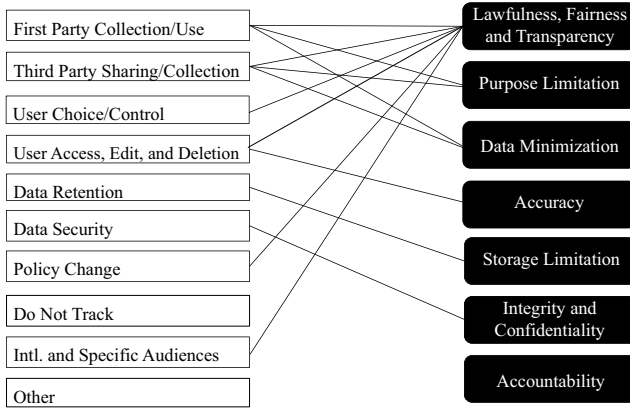 First Party Collection/Use
Third Party Sharing/Collection
User Choice/Control
User Access, Edit, and Deletion
Data Retention
Data Security
Policy Change
Do Not Track
Intl. and Specific Audiences
Other
Lawfulness, Fairness
and Transparency
Purpose Limitation
Data Minimization
Accuracy
Storage Limitation
Integrity and
Confidentiality
Accountability